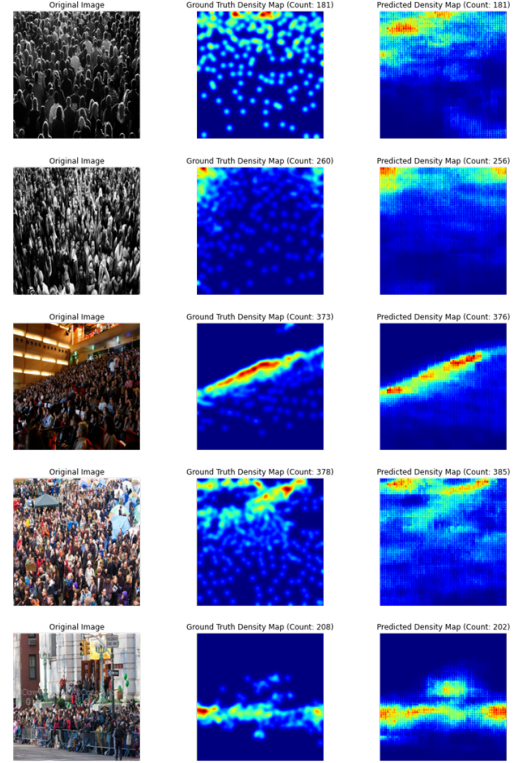 Original Image
Ground Truth Density Map (Count: 181)
Predicted Density Map (Count: 181)
Original Image
Ground Truth Density Map (Count: 260)
Predicted Density Map (Count: 256)
Original Image
Ground Truth Density Map (Count: 373)
Predicted Density Map (Count: 376)
Original Image
Ground Truth Density Map (Count: 378)
Predicted Density Map (Count: 385)
Original Image
Ground Truth Density Map (Count: 208)
Predicted Density Map (Count: 202)